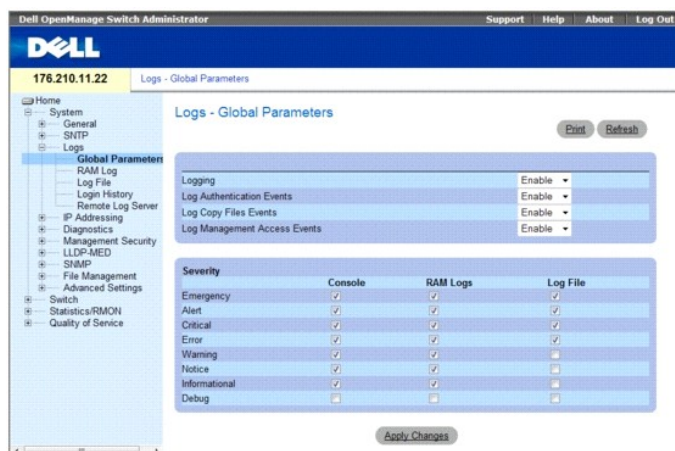 Dell OpenManage Switch Administrator Support Help About Log Out
DELL
176.210.11.22 Logs - Global Parameters
Home
System
General
SNTP
Logs
Global Parameters
RAM Log
Log File
Login History
Remote Log Server
IP Addressing
Diagnostics
Management Security
LLDP-MED
SNMP
File Management
Advanced Settings
Switch
Statistics/RMON
Quality of Service
Logs - Global Parameters
Print Refresh
Logging Enable
Log Authentication Events Enable
Log Copy Files Events Enable
Log Management Access Events Enable
Severity
Console RAM Logs Log File
Emergency
Alert
Critical
Error
Warning
Notice
Informational
Debug
Apply Changes